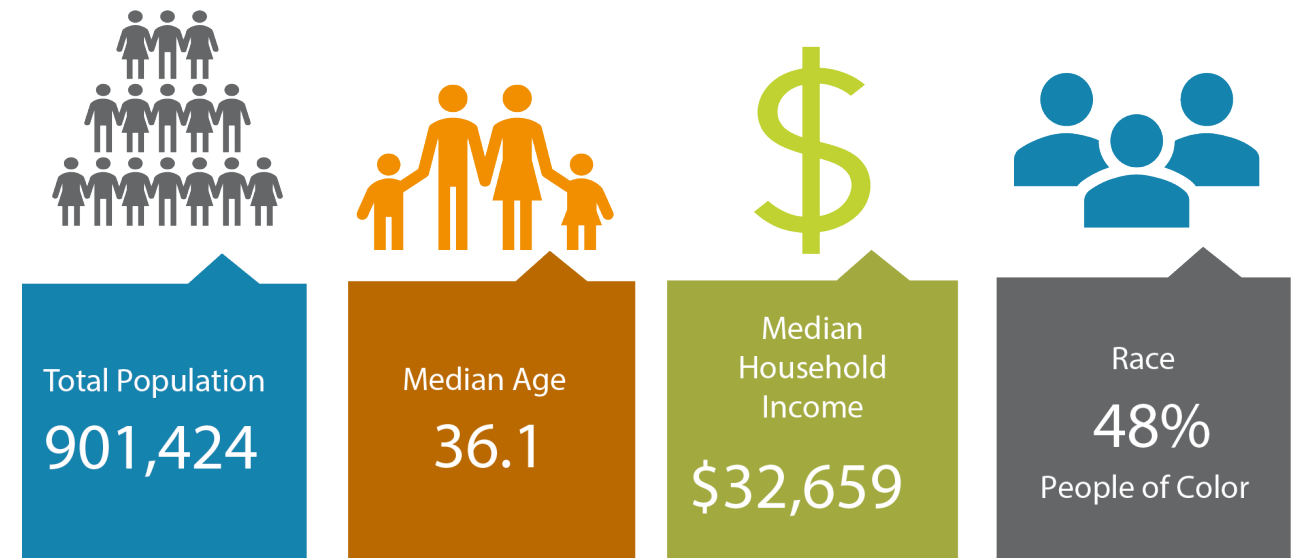 Total Population
901,424
Median Age
36.1
Median
Household
Income
$32,659
Race
48%
People of Color